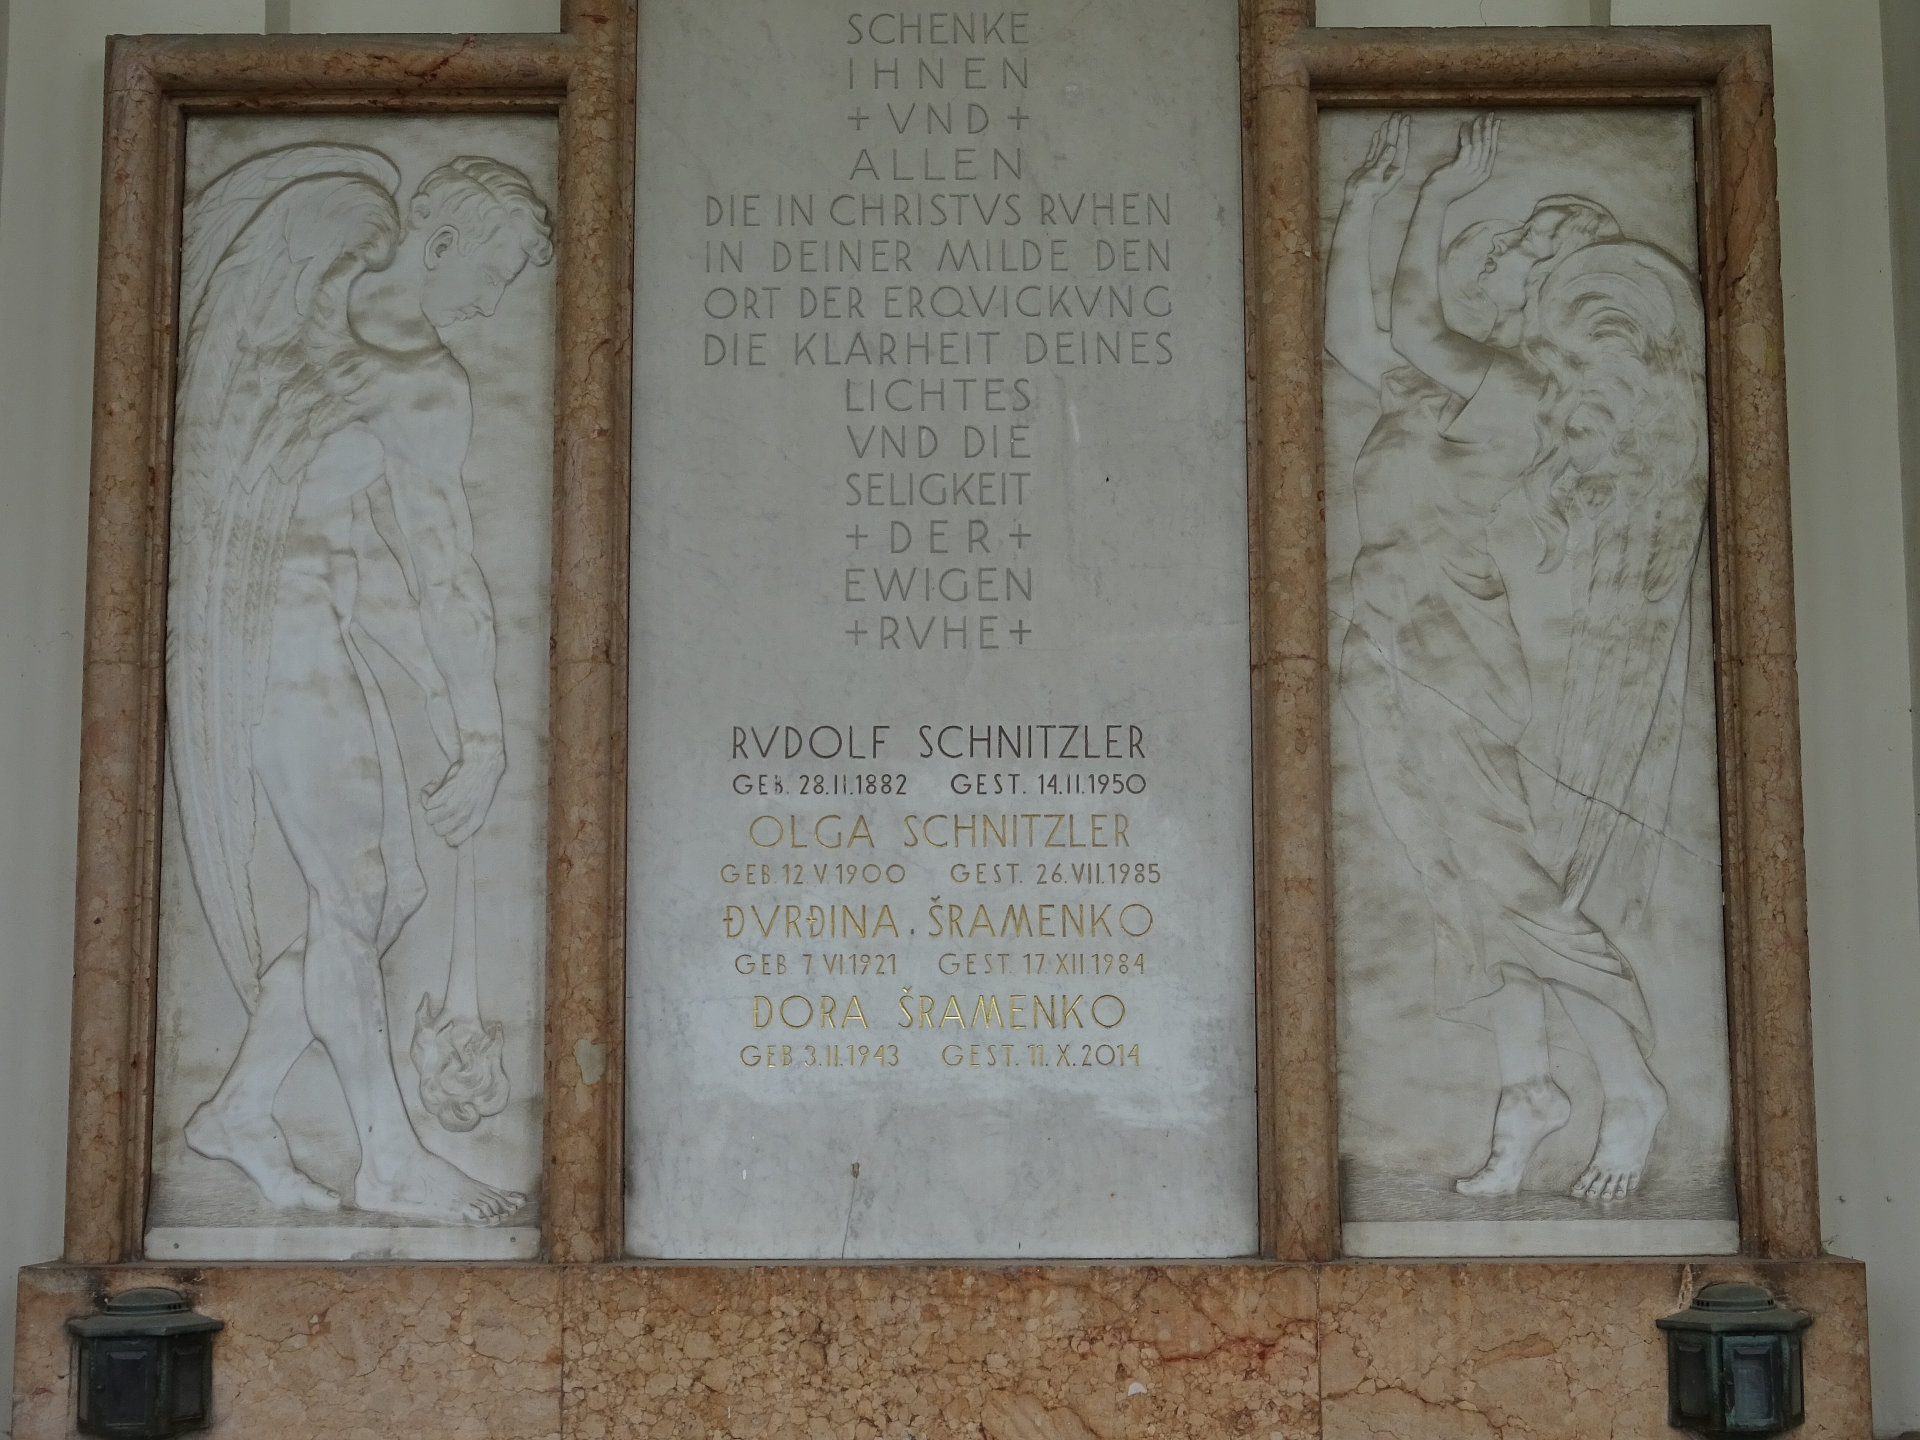 SCHENKE
IHNEN
+ VND +
ALLEN
DIE IN CHRISTVS RVHEN
IN DEINER MILDE DEN
ORT DER ERQVICKVNG
DIE KLARHEIT DEINES
LICHTES
VND DIE
SELIGKEIT
+ DER +
EWIGEN
+ RVHE +
RVDOLF SCHNITZLER
GEB. 28.II.1882 GEST. 14.II.1950
OLGA SCHNITZLER
GEB. 12.V.1900 GEST. 26.VII.1985
ĐVRĐINA . ŠRAMENKO
GEB 7 VI.1921 GEST. 17.XII.1984
DORA ŠRAMENKO
GEB. 3.II.1943 GEST. 11.X.2014